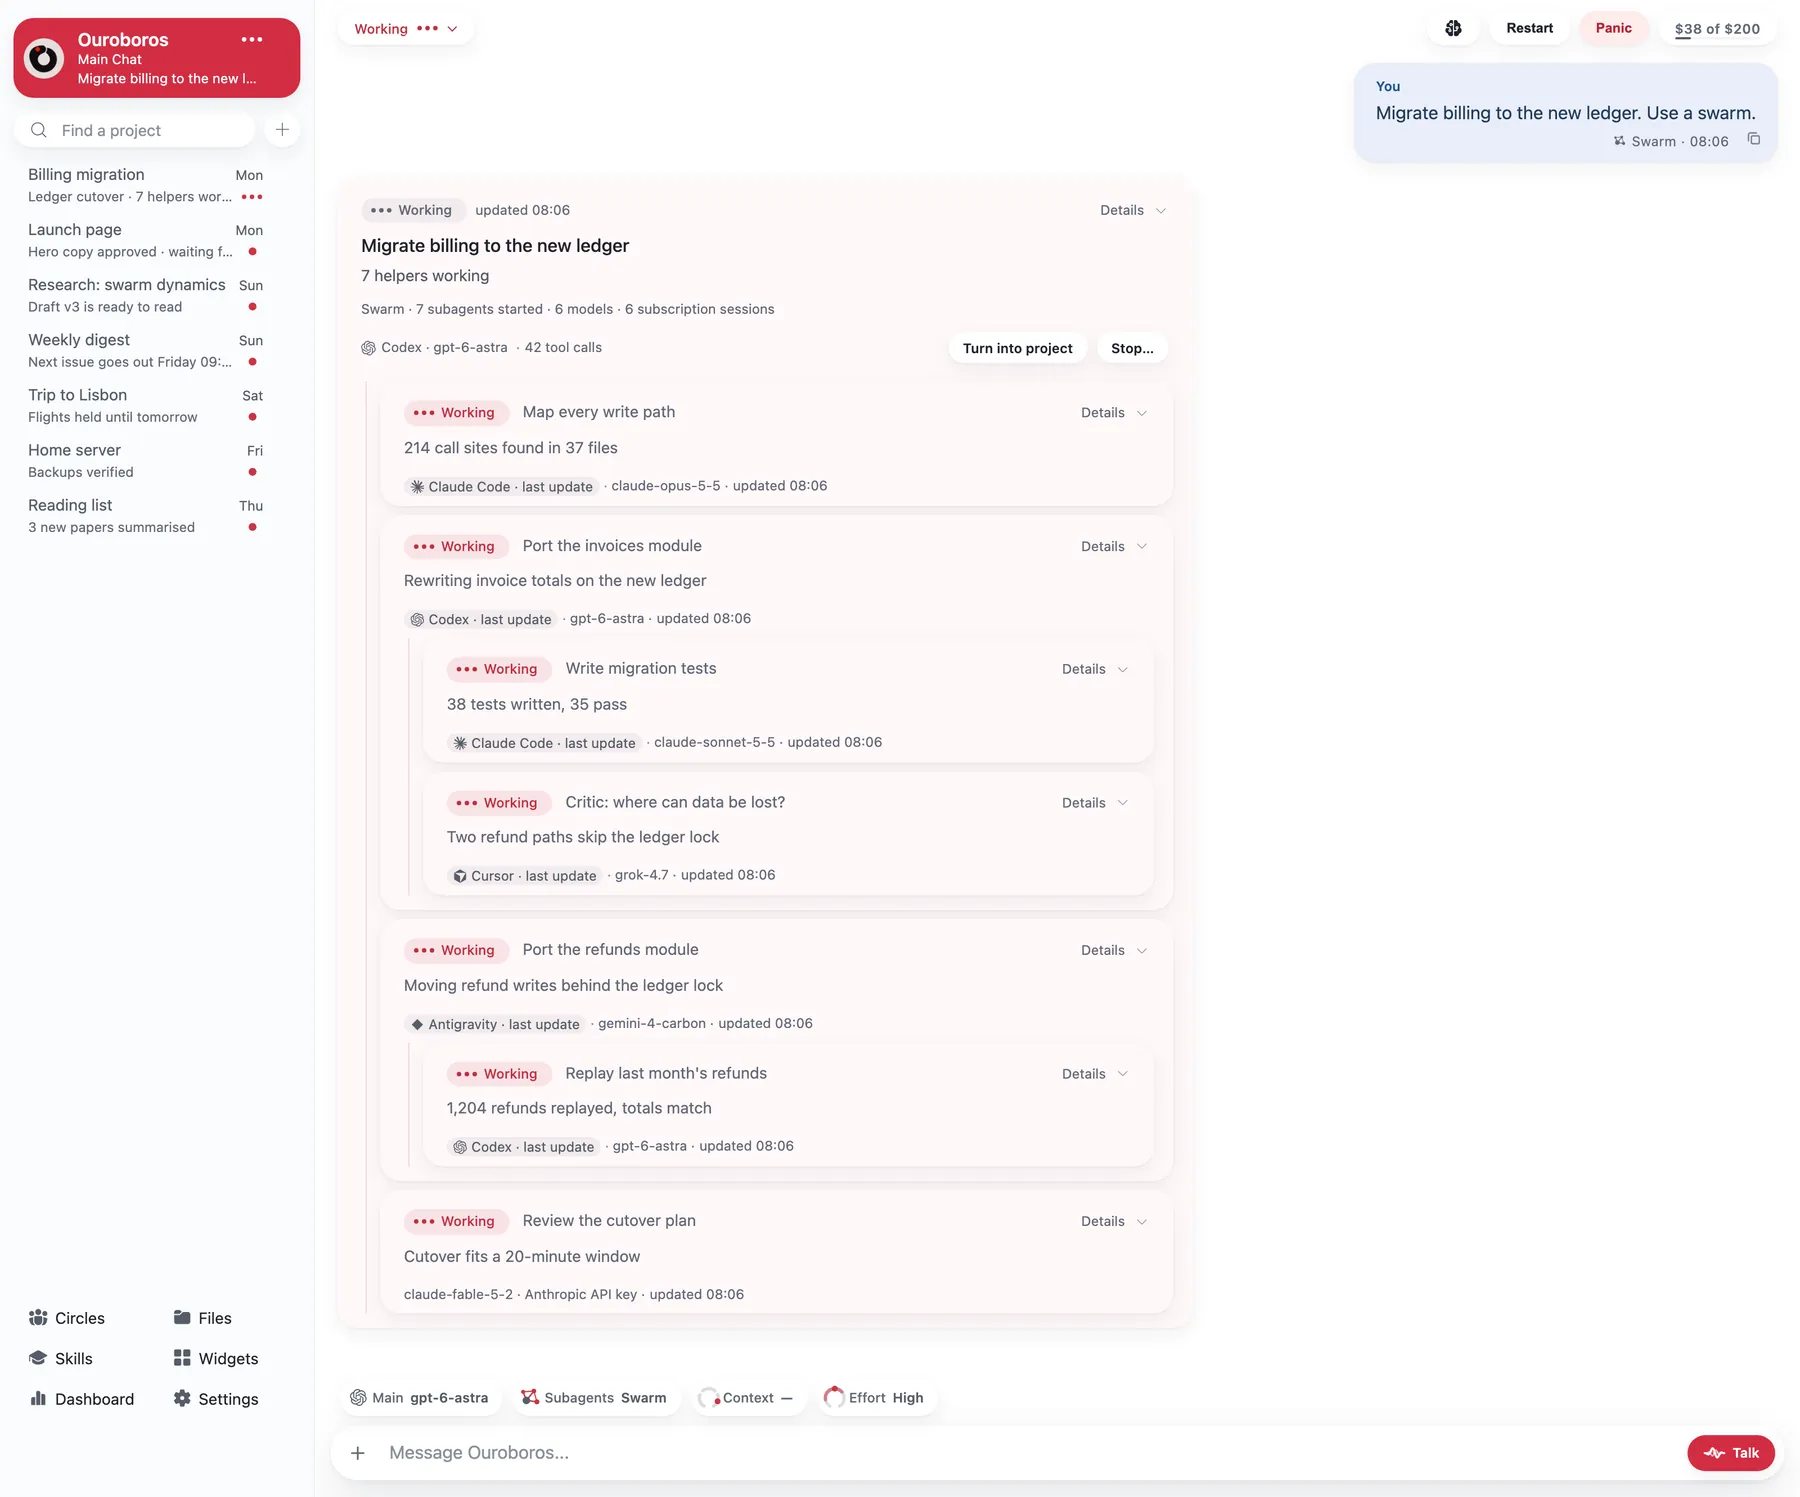 Ouroboros
Main Chat
Migrate billing to the new l...
Find a project
Billing migration Mon
Ledger cutover · 7 helpers wor...
Launch page Mon
Hero copy approved · waiting f...
Research: swarm dynamics Sun
Draft v3 is ready to read
Weekly digest Sun
Next issue goes out Friday 09:...
Trip to Lisbon Sat
Flights held until tomorrow
Home server Fri
Backups verified
Reading list Thu
3 new papers summarised
Circles Files
Skills Widgets
Dashboard Settings
Working
Restart Panic $38 of $200
You
Migrate billing to the new ledger. Use a swarm.
Swarm · 08:06
Working updated 08:06 Details
Migrate billing to the new ledger
7 helpers working
Swarm · 7 subagents started · 6 models · 6 subscription sessions
Codex · gpt-6-astra · 42 tool calls Turn into project Stop...
Working Map every write path Details
214 call sites found in 37 files
Claude Code · last update · claude-opus-5-5 · updated 08:06
Working Port the invoices module Details
Rewriting invoice totals on the new ledger
Codex · last update · gpt-6-astra · updated 08:06
Working Write migration tests Details
38 tests written, 35 pass
Claude Code · last update · claude-sonnet-5-5 · updated 08:06
Working Critic: where can data be lost? Details
Two refund paths skip the ledger lock
Cursor · last update · grok-4.7 · updated 08:06
Working Port the refunds module Details
Moving refund writes behind the ledger lock
Antigravity · last update · gemini-4-carbon · updated 08:06
Working Replay last month's refunds Details
1,204 refunds replayed, totals match
Codex · last update · gpt-6-astra · updated 08:06
Working Review the cutover plan Details
Cutover fits a 20-minute window
claude-fable-5-2 · Anthropic API key · updated 08:06
Main gpt-6-astra Subagents Swarm Context — Effort High
Message Ouroboros... Talk